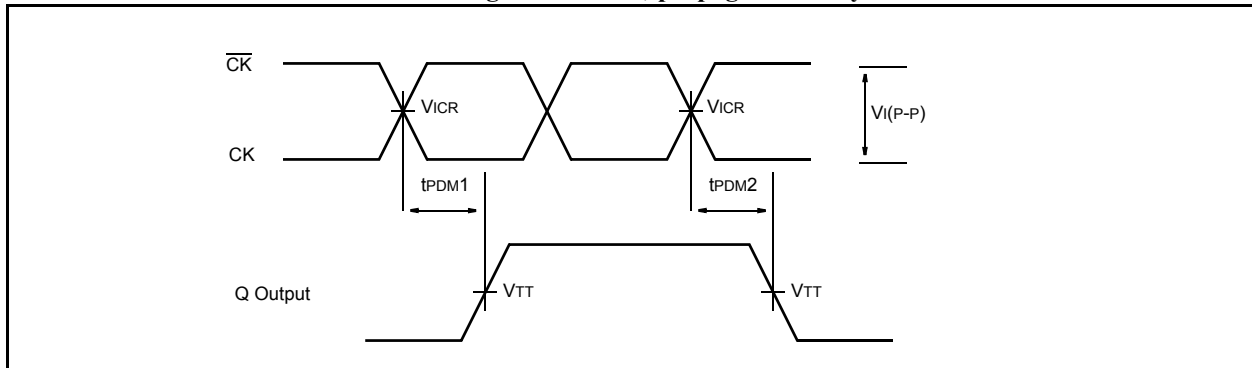 CK
VICR
VICR
VI(P-P)
CK
tPDM1
tPDM2
Q Output
VTT
VTT